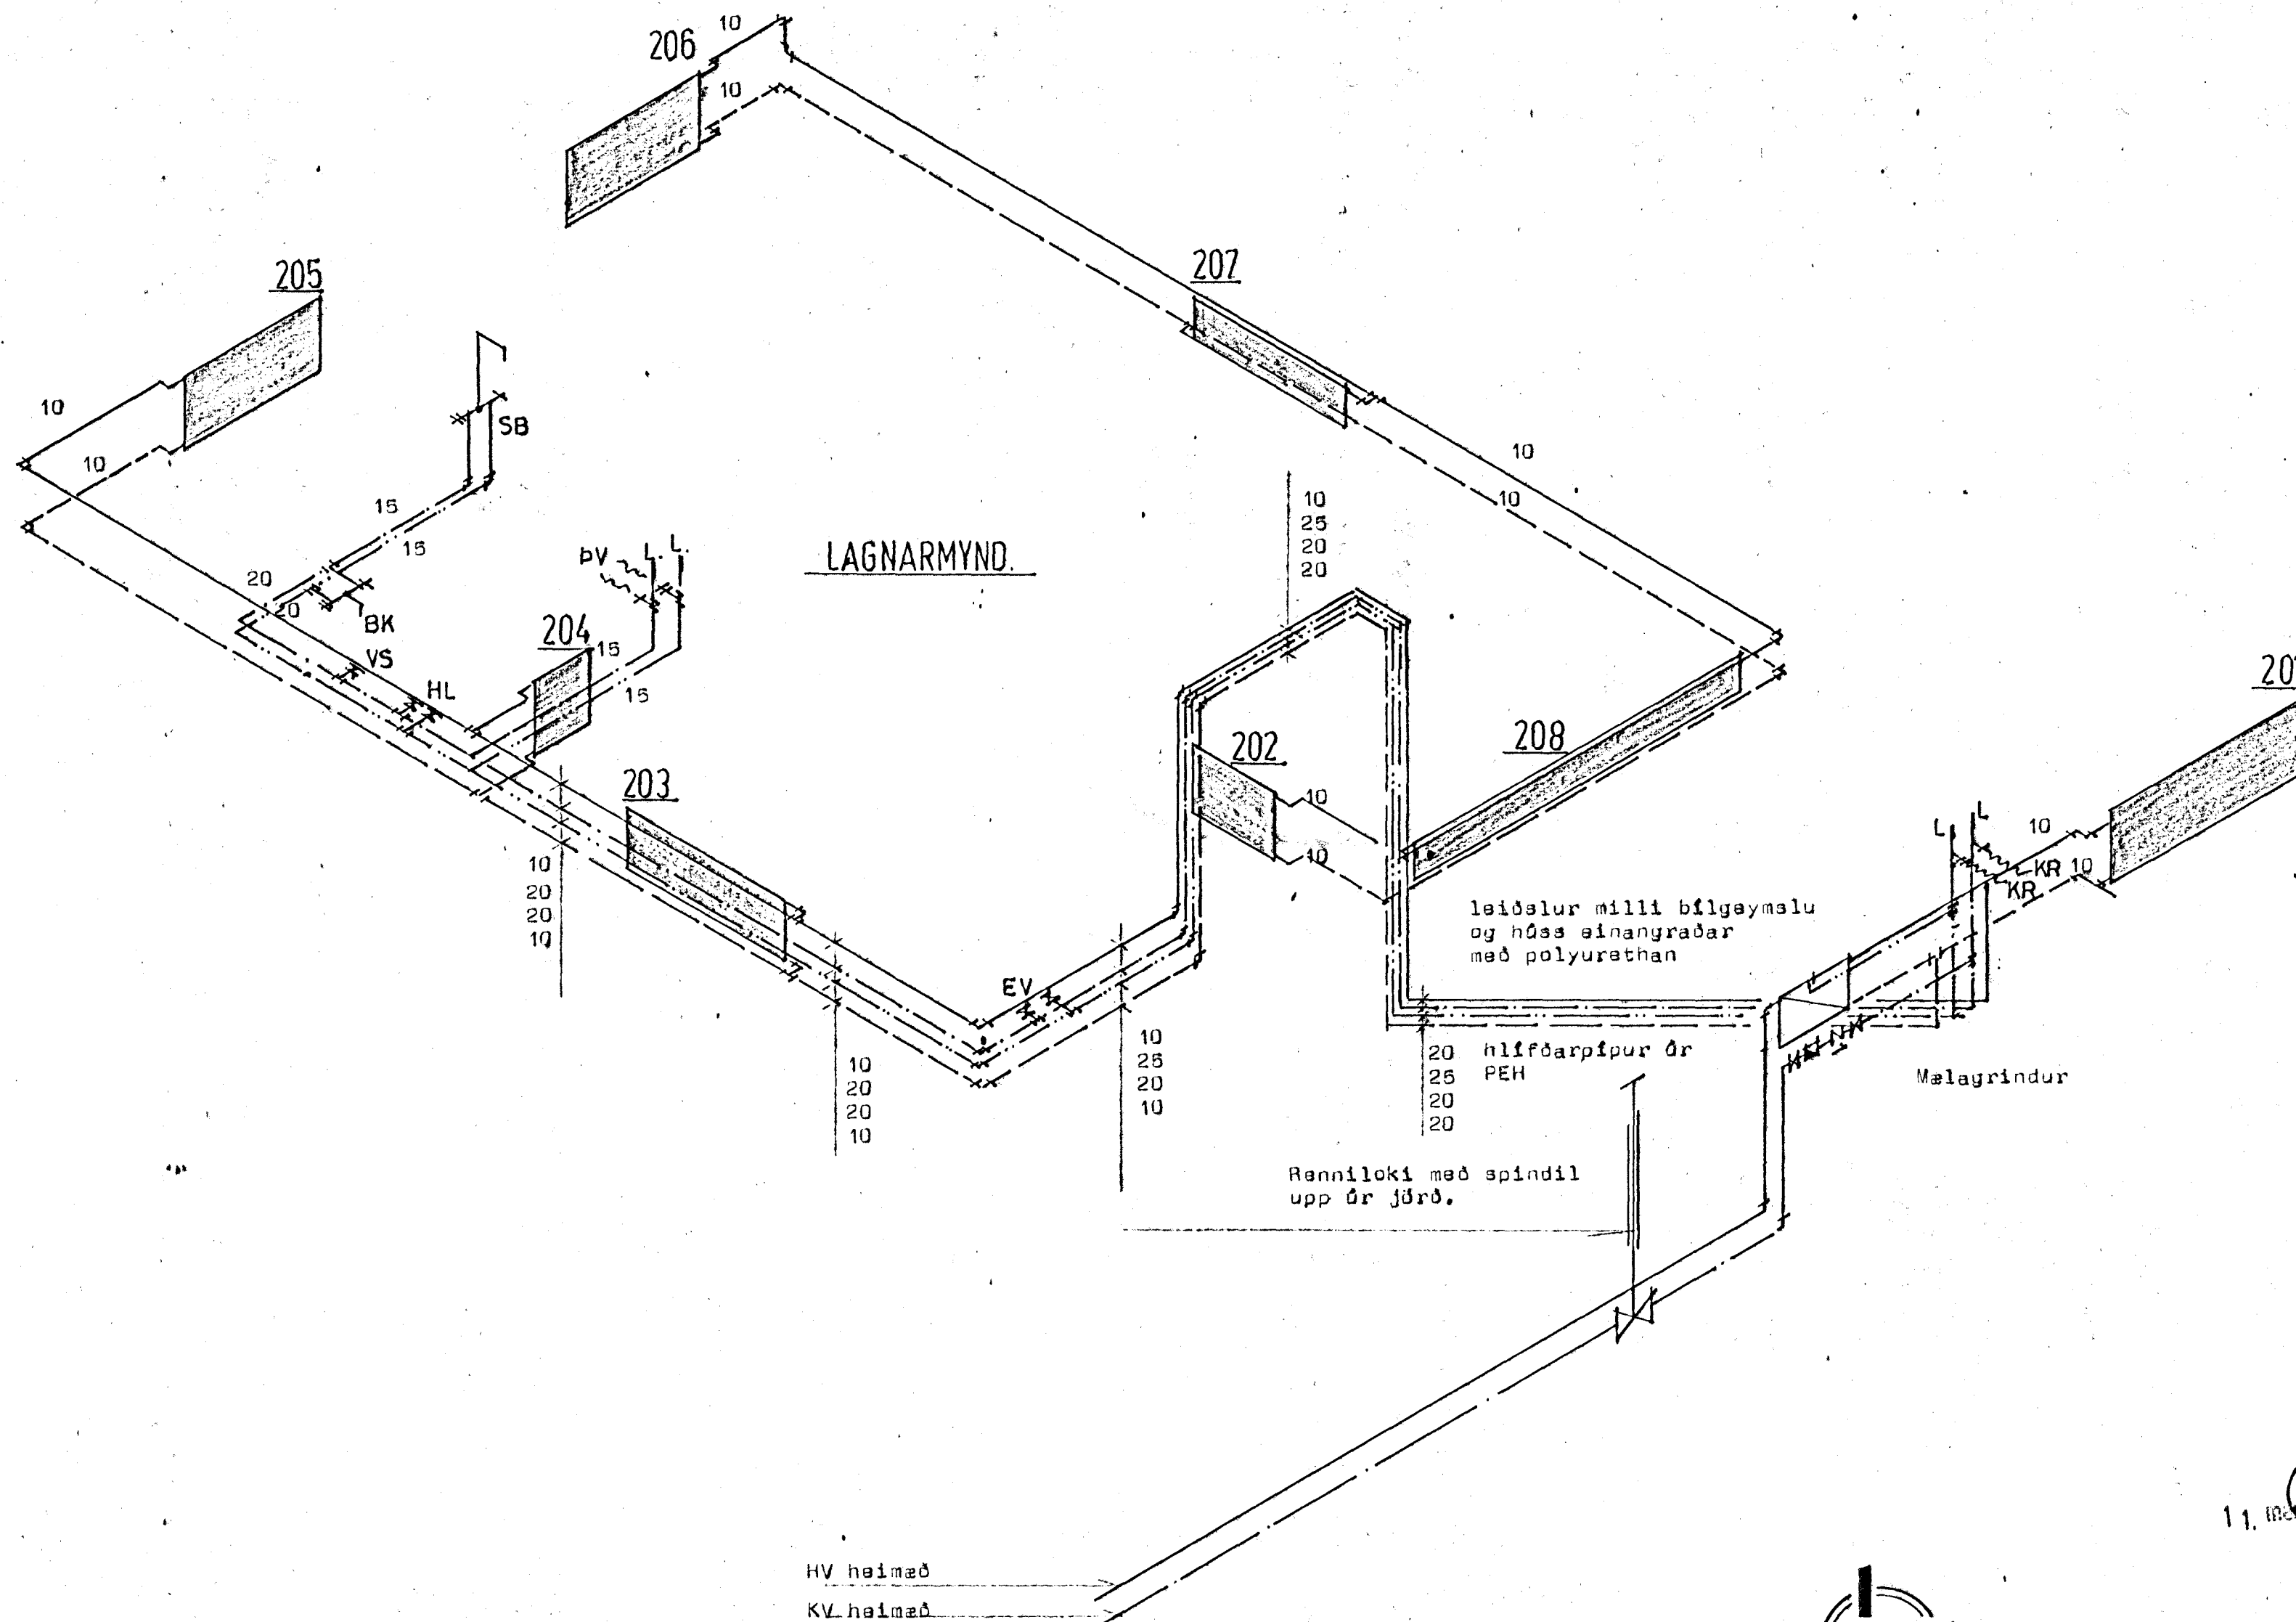 10
206
10
207
205
10
10
SB
10
10
15
15
10
25
20
20
ÞV
L.
L.
LAGNARMYND.
20
20
BK
204
15
VS
15
HL
208
202
203
10
10
L
L
10
KR
10
KR
10
20
20
10
leiðslur milli bílgeymslu
og húss einangraðar
með polyurethan
EV
10
20
20
10
10
25
20
10
20
25
20
20
hlífðarpípur úr
PEH
Mælagrindur
Renniloki með spindil
upp úr jörð.
11.
HV heimæð
KV heimæð